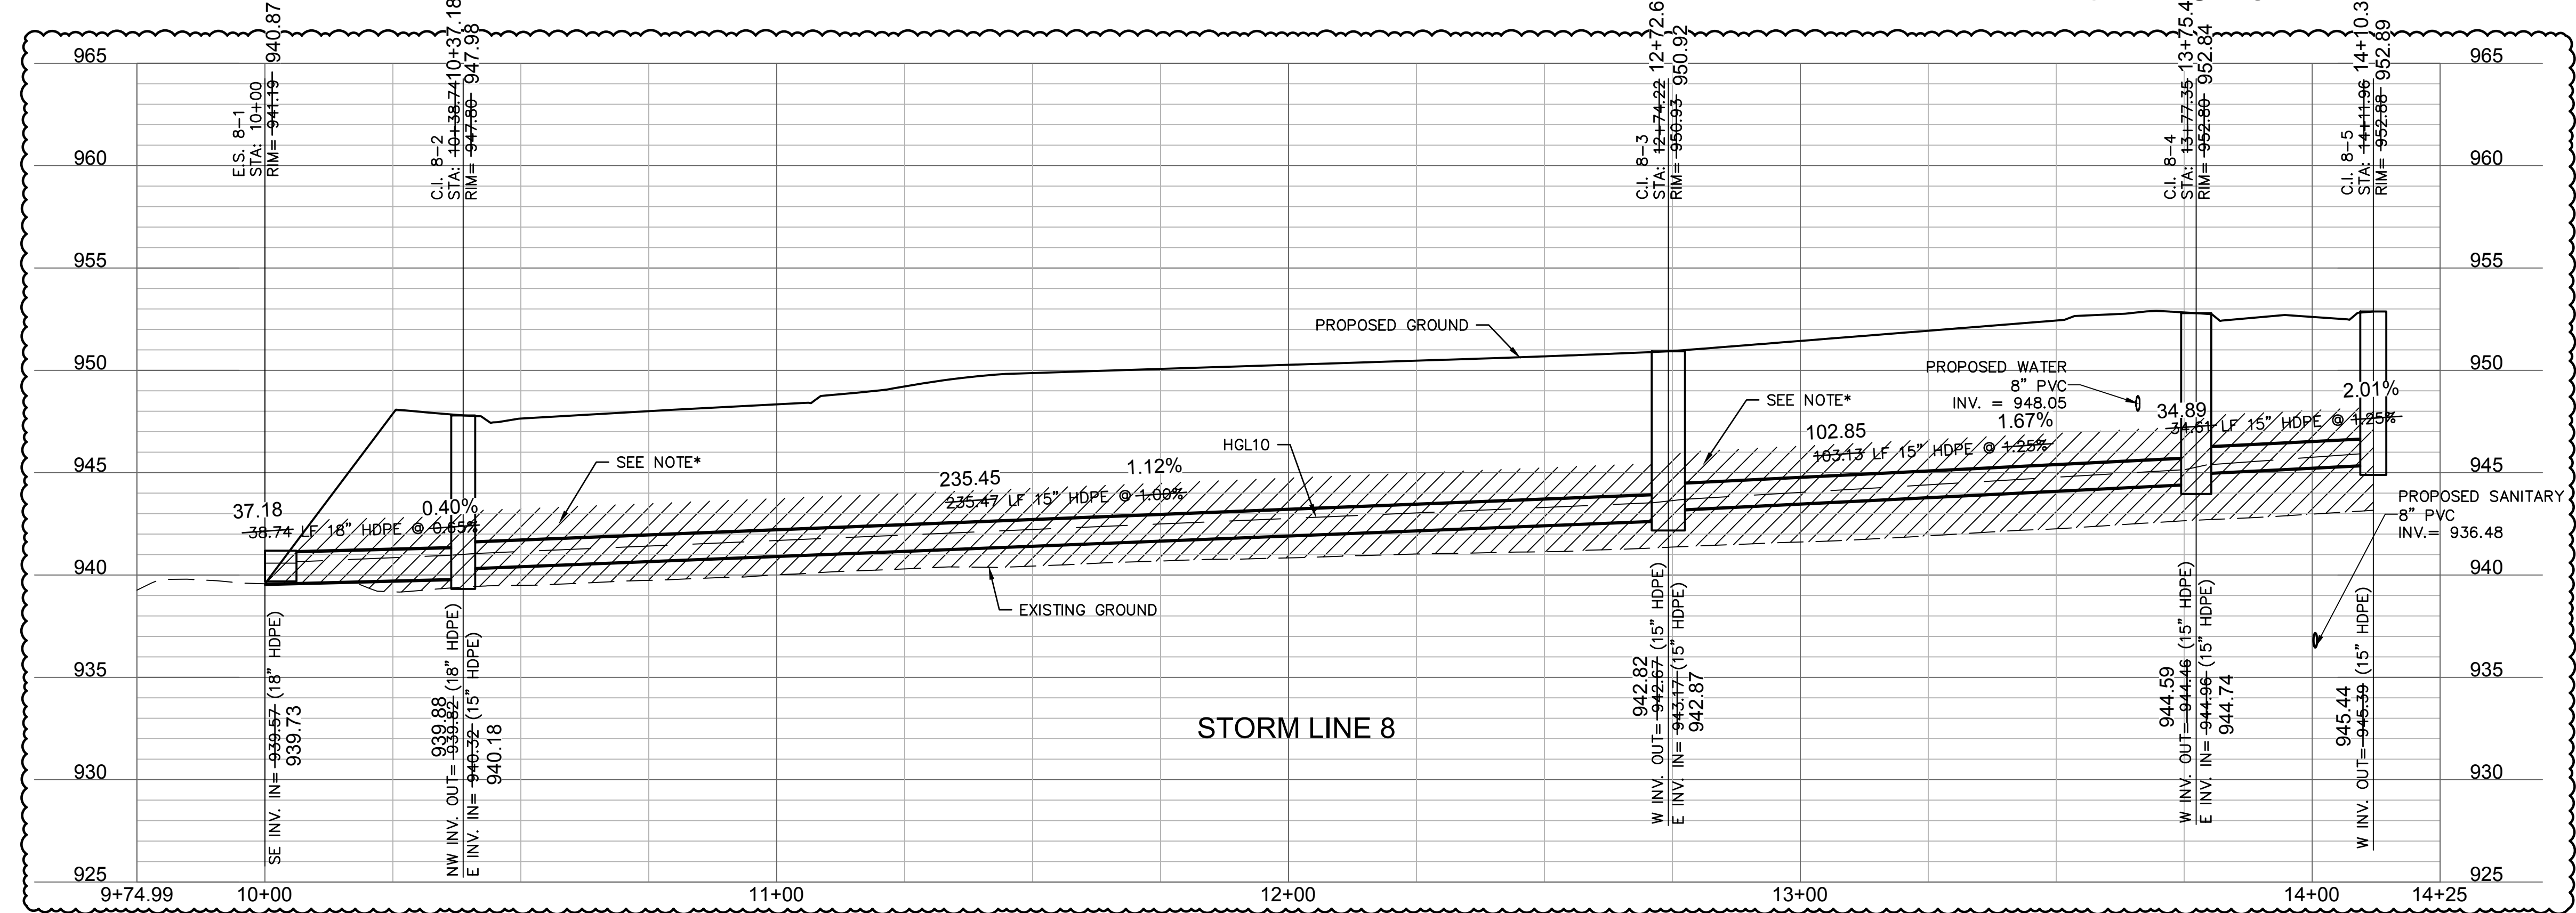 E.S. 8-1
STA: 10+00
RIM= 941.19 940.87
C.I. 8-2
STA: 10+38.74 10+37.18
RIM= 947.80 947.98
C.I. 8-3
STA: 12+74.22 12+72.6
RIM= 950.93 950.92
C.I. 8-4
STA: 13+77.35 13+75.4
RIM= 952.80 952.84
C.I. 8-5
STA: 14+11.96 14+10.3
RIM= 952.88 952.89
965 965
960 960
955 955
950 950
945 945
940 940
935 935
930 930
925 925
PROPOSED GROUND
PROPOSED WATER
8" PVC
INV. = 948.05
SEE NOTE*
SEE NOTE*
HGL10
37.18 0.40%
38.74 LF 18" HDPE @ 0.65%
235.45 1.12%
235.47 LF 15" HDPE @ 1.00%
102.85 1.67%
103.13 LF 15" HDPE @ 1.25%
34.89 2.01%
34.61 LF 15" HDPE @ 1.25%
PROPOSED SANITARY
8" PVC
INV.= 936.48
EXISTING GROUND
SE INV. IN= 939.57 (18" HDPE)
939.73
939.88
NW INV. OUT= 939.82 (18" HDPE)
E INV. IN= 940.32 (15" HDPE)
940.18
942.82
W INV. OUT= 942.67 (15" HDPE)
E INV. IN= 943.17 (15" HDPE)
942.87
944.59
W INV. OUT= 944.46 (15" HDPE)
E INV. IN= 944.96 (15" HDPE)
944.74
945.44
W INV. OUT= 945.39 (15" HDPE)
STORM LINE 8
9+74.99 10+00 11+00 12+00 13+00 14+00 14+25